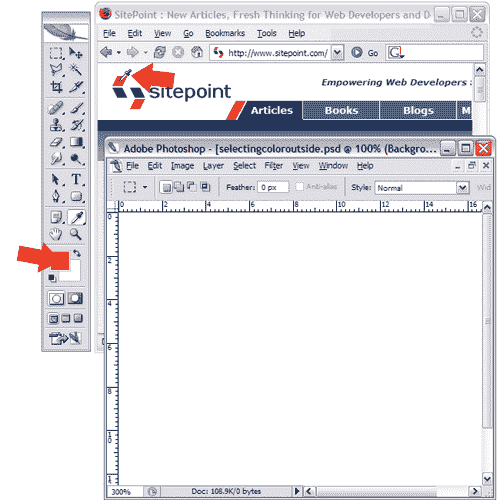 SitePoint : New Articles, Fresh Thinking for Web Developers and D
File Edit View Go Bookmarks Tools Help
http://www.sitepoint.com/ Go G
sitepoint
Empowering Web Developers
Articles Books Blogs
Adobe Photoshop - [selectingcoloroutside.psd @ 100% (Backgro...
File Edit Image Layer Select Filter View Window Help
Feather: 0 px Anti-alias Style: Normal Wid
0 2 4 6 8 10 12 14 16
0
2
4
6
8
10
1
T
300% Doc: 108.9K/0 bytes